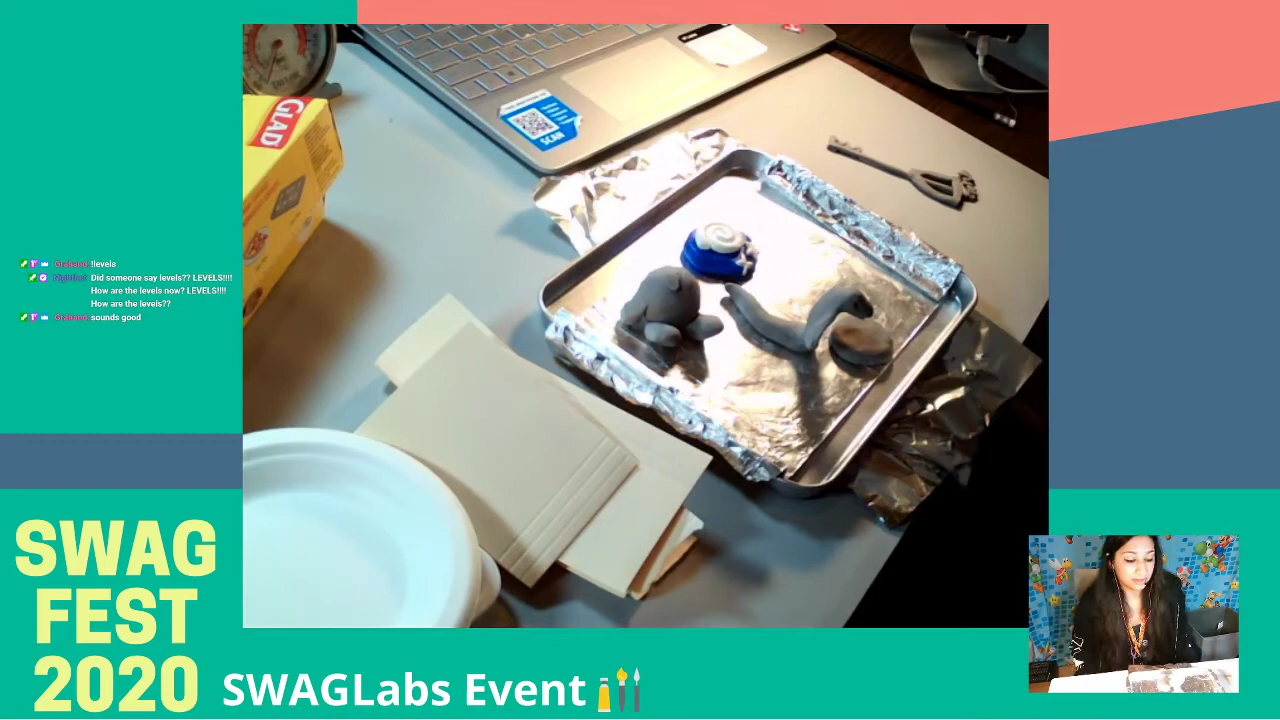 GLAD
SCAN
!levels
Did someone say levels?? LEVELS!!!!
How are the levels now? LEVELS!!!!
How are the levels??
sounds good
SWAG
FEST
2020
SWAGLabs Event